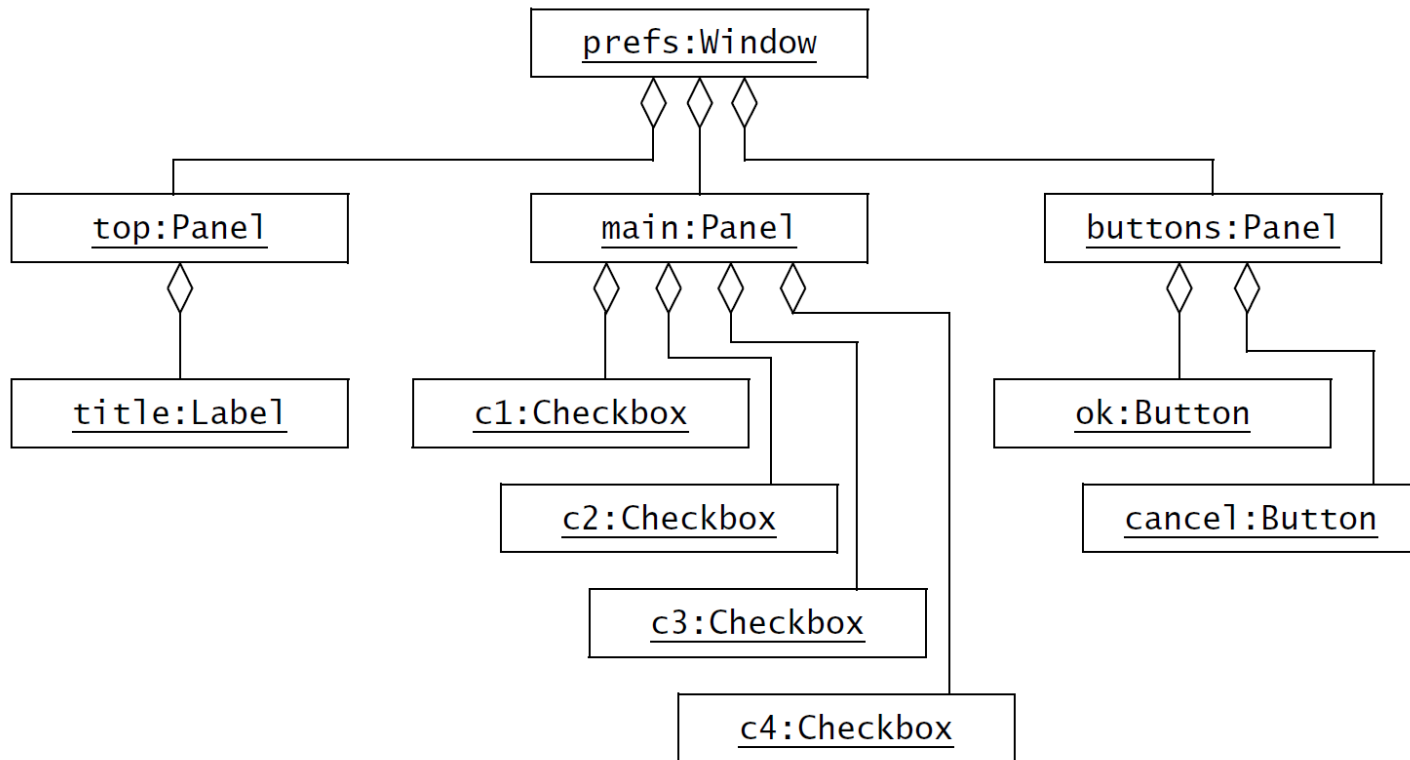 prefs:Window
top:Panel
main:Panel
buttons:Panel
title:Label
c1:Checkbox
ok:Button
c2:Checkbox
cancel:Button
c3:Checkbox
c4:Checkbox